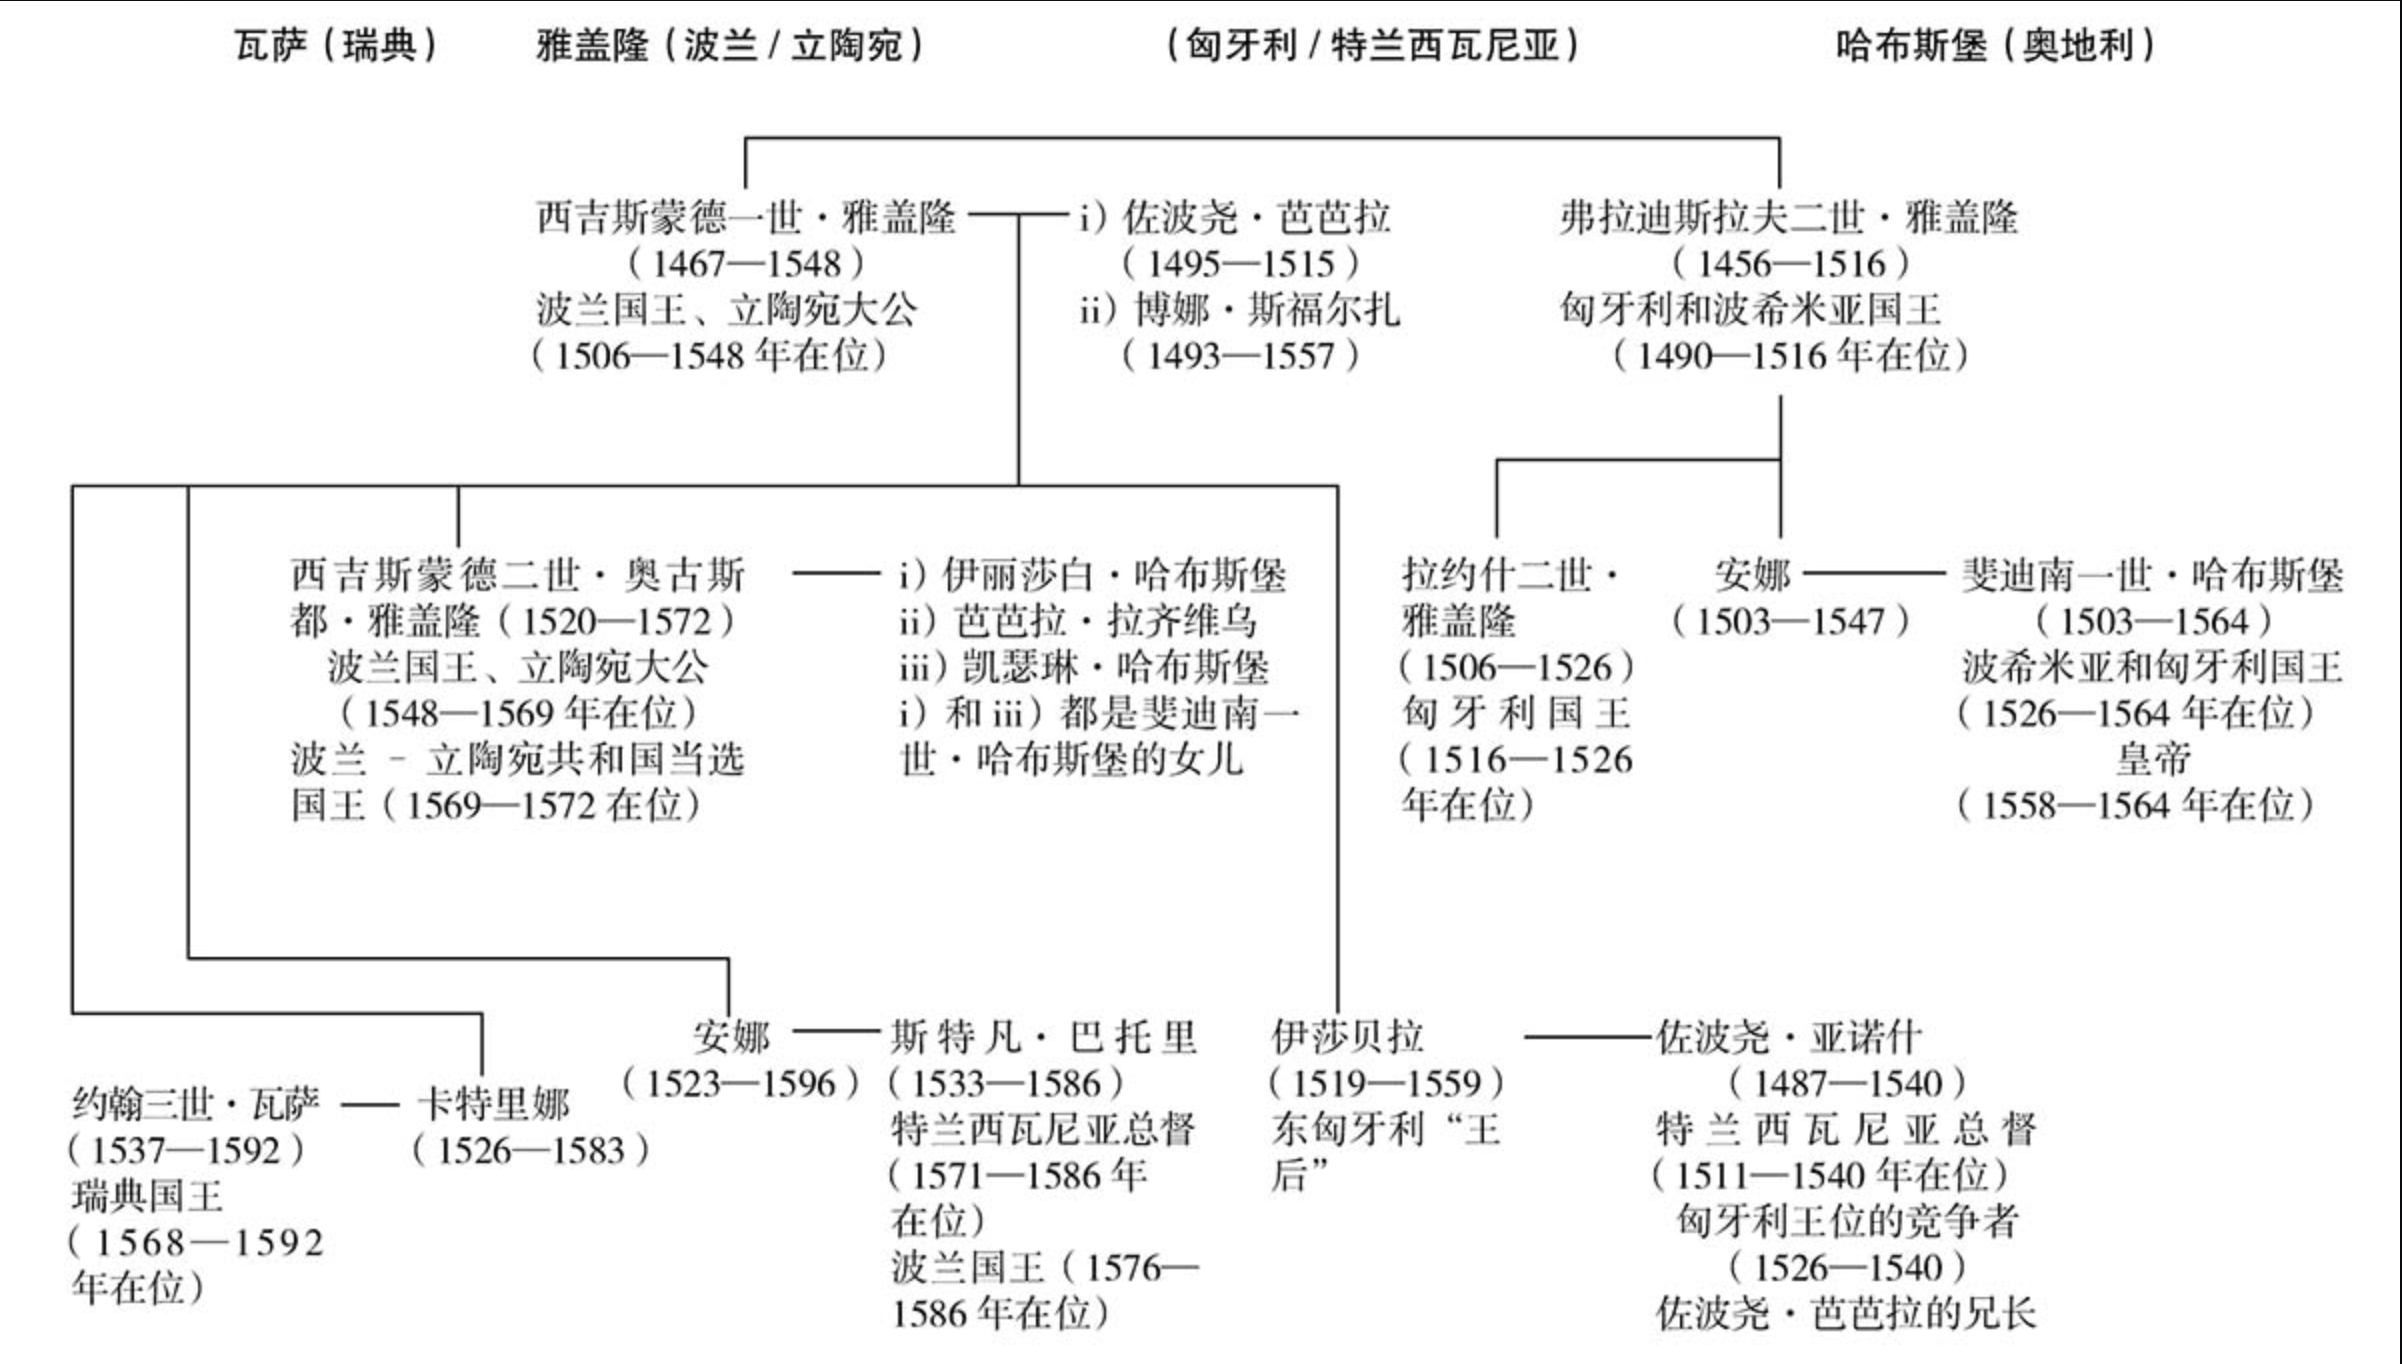 瓦萨（瑞典）
雅盖隆（波兰 / 立陶宛）
（匈牙利 / 特兰西瓦尼亚）
哈布斯堡（奥地利）
西吉斯蒙德一世·雅盖隆
（1467—1548）
波兰国王、立陶宛大公
（1506—1548 年在位）
i）佐波尧·芭芭拉
（1495—1515）
ii）博娜·斯福尔扎
（1493—1557）
弗拉迪斯拉夫二世·雅盖隆
（1456—1516）
匈牙利和波希米亚国王
（1490—1516 年在位）
西吉斯蒙德二世·奥古斯
都·雅盖隆（1520—1572）
波兰国王、立陶宛大公
（1548—1569 年在位）
波兰 – 立陶宛共和国当选
国王（1569—1572 在位）
i）伊丽莎白·哈布斯堡
ii）芭芭拉·拉齐维乌
iii）凯瑟琳·哈布斯堡
i）和 iii）都是斐迪南一
世·哈布斯堡的女儿
拉约什二世·
雅盖隆
（1506—1526）
匈牙利国王
（1516—1526
年在位）
安娜
（1503—1547）
斐迪南一世·哈布斯堡
（1503—1564）
波希米亚和匈牙利国王
（1526—1564 年在位）
皇帝
（1558—1564 年在位）
约翰三世·瓦萨
（1537—1592）
瑞典国王
（1568—1592
年在位）
卡特里娜
（1526—1583）
安娜
（1523—1596）
斯特凡·巴托里
（1533—1586）
特兰西瓦尼亚总督
（1571—1586 年
在位）
波兰国王（1576—
1586 年在位）
伊莎贝拉
（1519—1559）
东匈牙利“王
后”
佐波尧·亚诺什
（1487—1540）
特兰西瓦尼亚总督
（1511—1540 年在位）
匈牙利王位的竞争者
（1526—1540）
佐波尧·芭芭拉的兄长